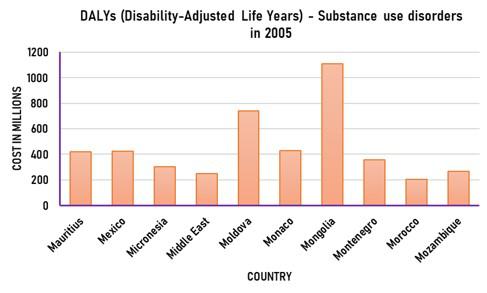 DALYs (Disability-Adjusted Life Years) - Substance use disorders
in 2005
COST IN MILLIONS
1200
1000
800
600
400
200
0
Mauritius
Mexico
Micronesia
Middle East
Moldova
Monaco
Mongolia
Montenegro
Morocco
Mozambique
COUNTRY